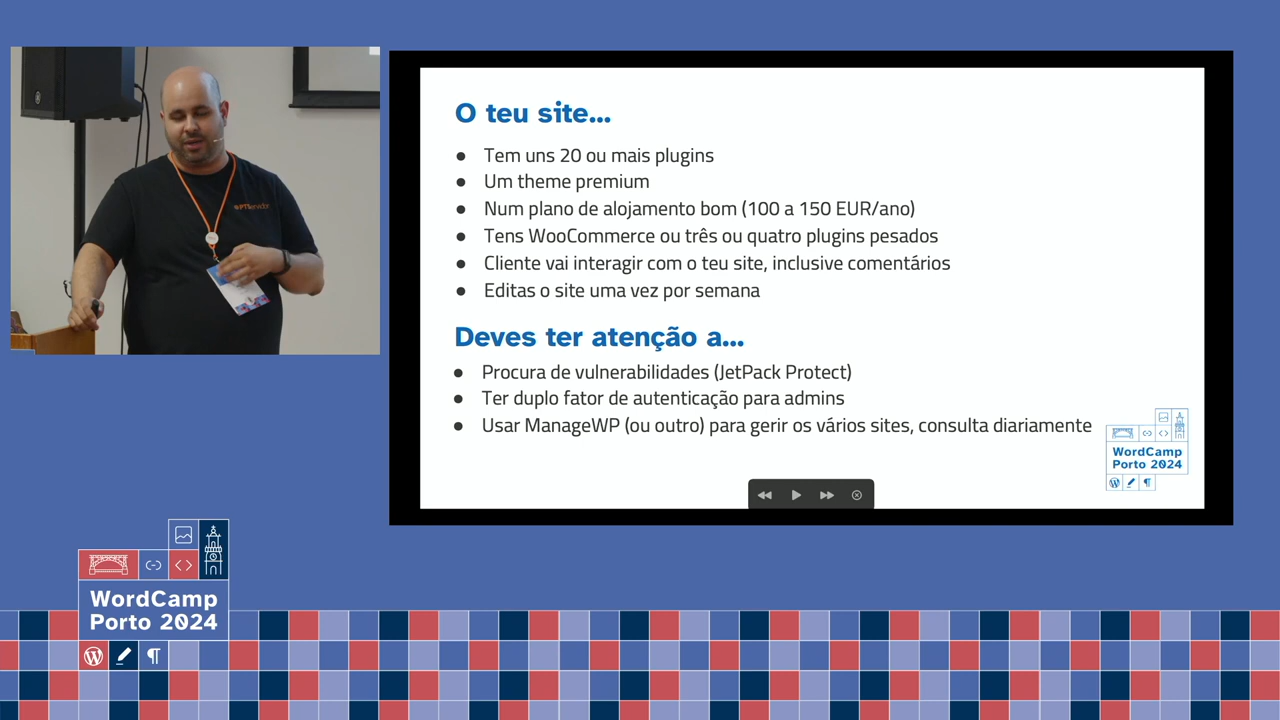 PTServidor
O teu site...
● Tem uns 20 ou mais plugins
● Um theme premium
● Num plano de alojamento bom (100 a 150 EUR/ano)
● Tens WooCommerce ou três ou quatro plugins pesados
● Cliente vai interagir com o teu site, inclusive comentários
● Editas o site uma vez por semana
Deves ter atenção a...
● Procura de vulnerabilidades (JetPack Protect)
● Ter duplo fator de autenticação para admins
● Usar ManageWP (ou outro) para gerir os vários sites, consulta diariamente
WordCamp
Porto 2024
WordCamp
Porto 2024